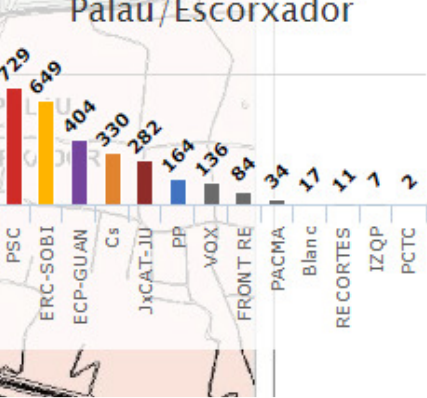 Palau/Escorxador
729
649
404
330
282
164
136
84
34
17
11
7
2
PSC
ERC-SOBI
ECP-GUAN
Cs
JxCAT-JU
PP
VOX
FRONT RE
PACMA
Blanc
RECORTES
IZQP
PCTC